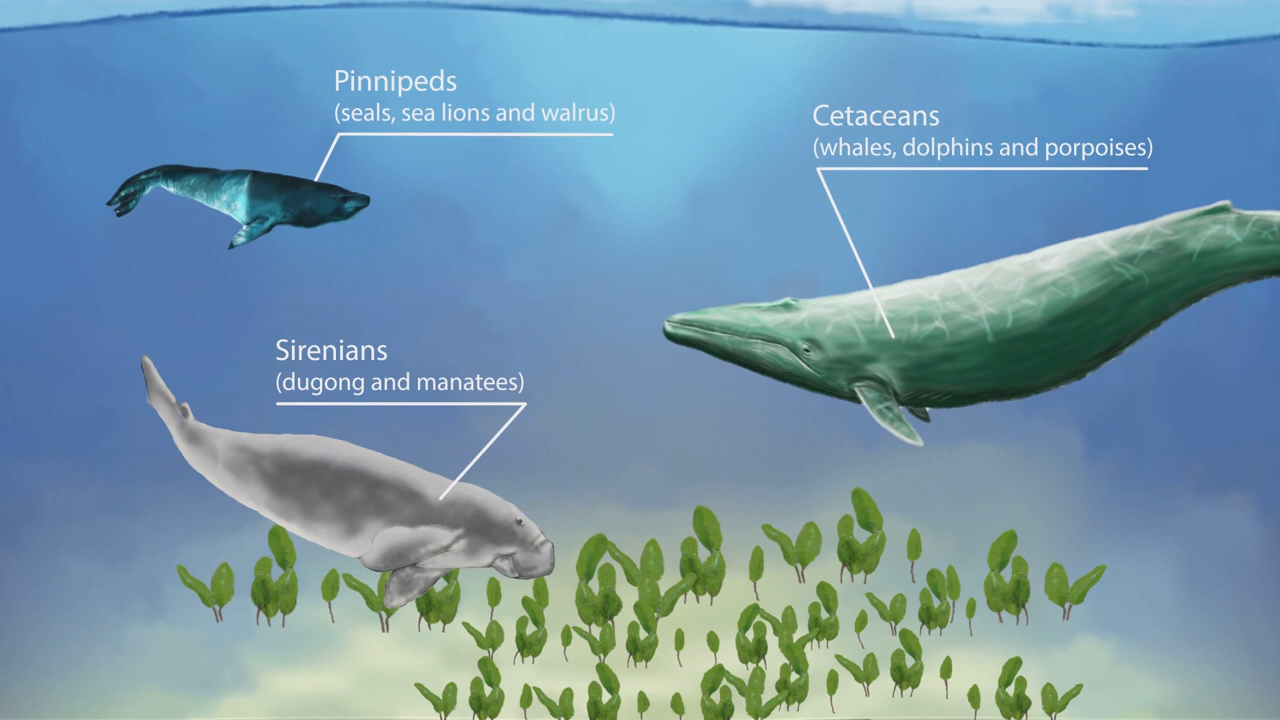 Pinnipeds
(seals, sea lions and walrus)
Cetaceans
(whales, dolphins and porpoises)
Sirenians
(dugong and manatees)